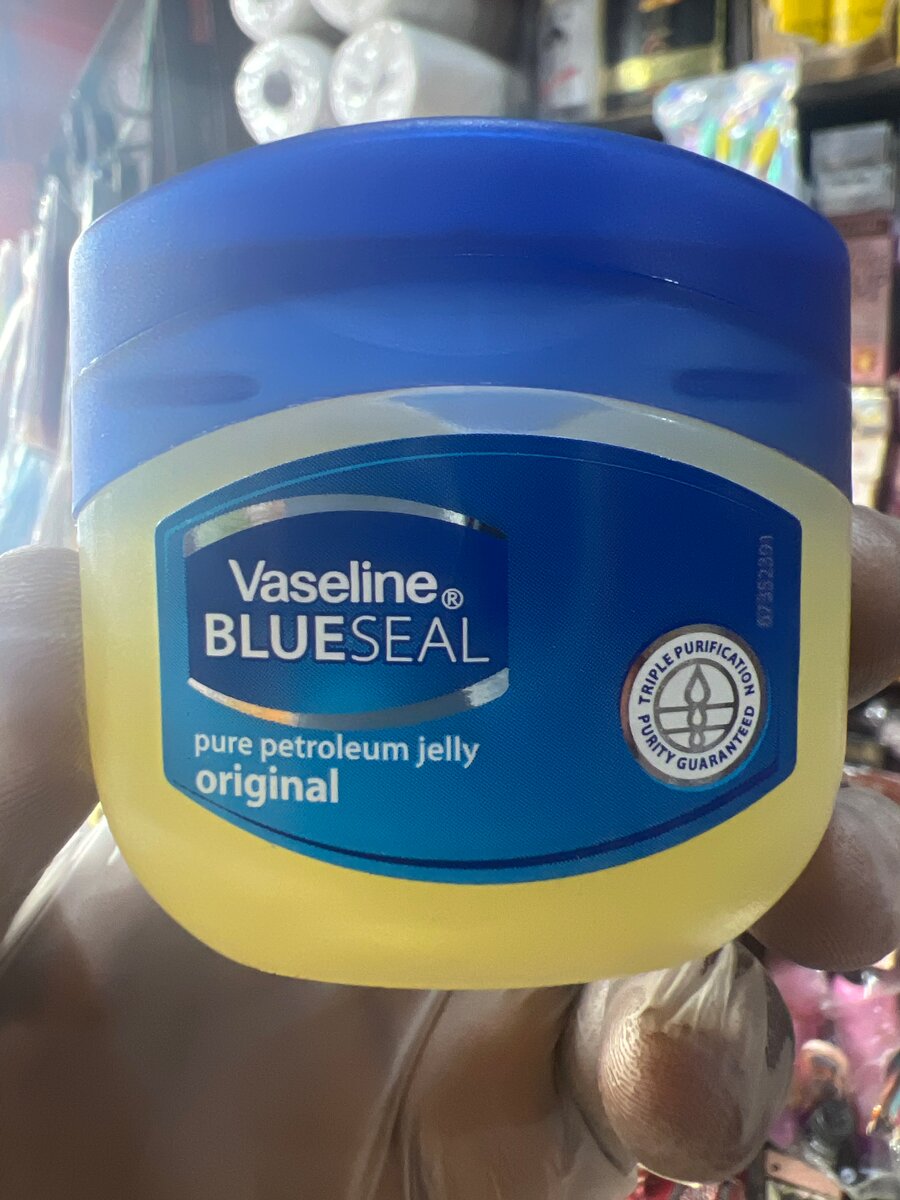 Vaseline®
BLUESEAL
pure petroleum jelly
original
TRIPLE PURIFICATION
PURITY GUARANTEED